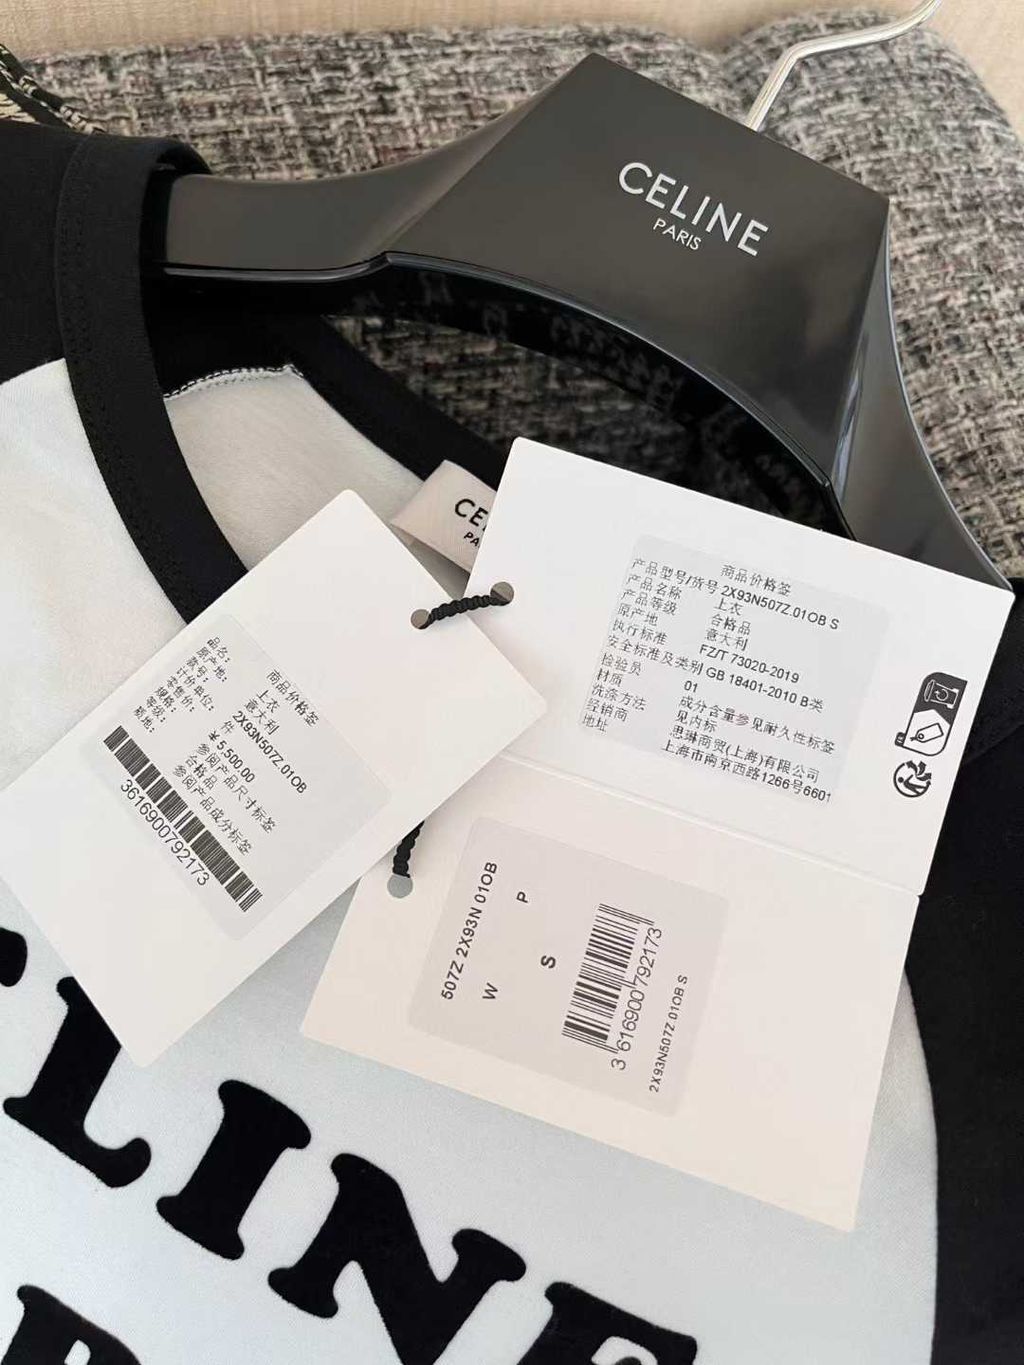 CELINE
PARIS
CE
PA
商品价格签
产品型号/货号 2X93N507Z.01OB S
产品名称 上衣
产品等级 合格品
原产地 意大利
执行标准 FZ/T 73020-2019
安全标准及类别 GB 18401-2010 B类
检验员 01
材质 成分含量参见耐久性标签
洗涤方法 见内标
经销商 思琳商贸(上海)有限公司
地址 上海市南京西路1266号6601
商品价格签
品名: 上衣
原产地: 意大利
款号: 2X93N507Z.01OB
计价单位: 件
零售价: ¥ 5,500.00
规格: 参阅产品尺寸标签
等级: 合格品
质地: 参阅产品成分标签
3616900792173
507Z 2X93N 01OB
W P
S
3 616900 792173
2X93N507Z 01OB S
LINE